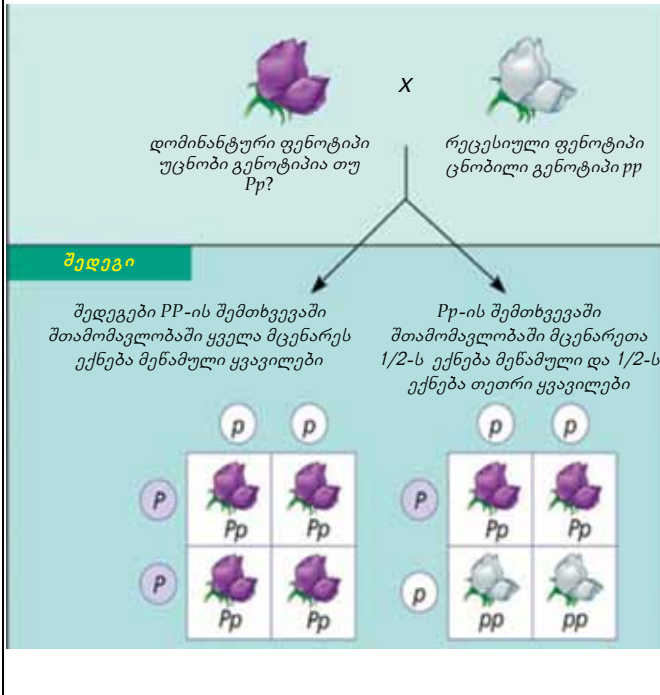 X
დომინანტური ფენოტიპი
უცნობი გენოტიპია თუ
Pp?
რეცესიული ფენოტიპი
ცნობილი გენოტიპი pp
შედეგი
შედეგები PP-ის შემთხვევაში
შთამომავლობაში ყველა მცენარეს
ექნება მეწამული ყვავილები
Pp-ის შემთხვევაში
შთამომავლობაში მცენარეთა
1/2-ს ექნება მეწამული და 1/2-ს
ექნება თეთრი ყვავილები
p p
P Pp Pp
P Pp Pp
p p
P Pp Pp
p pp pp